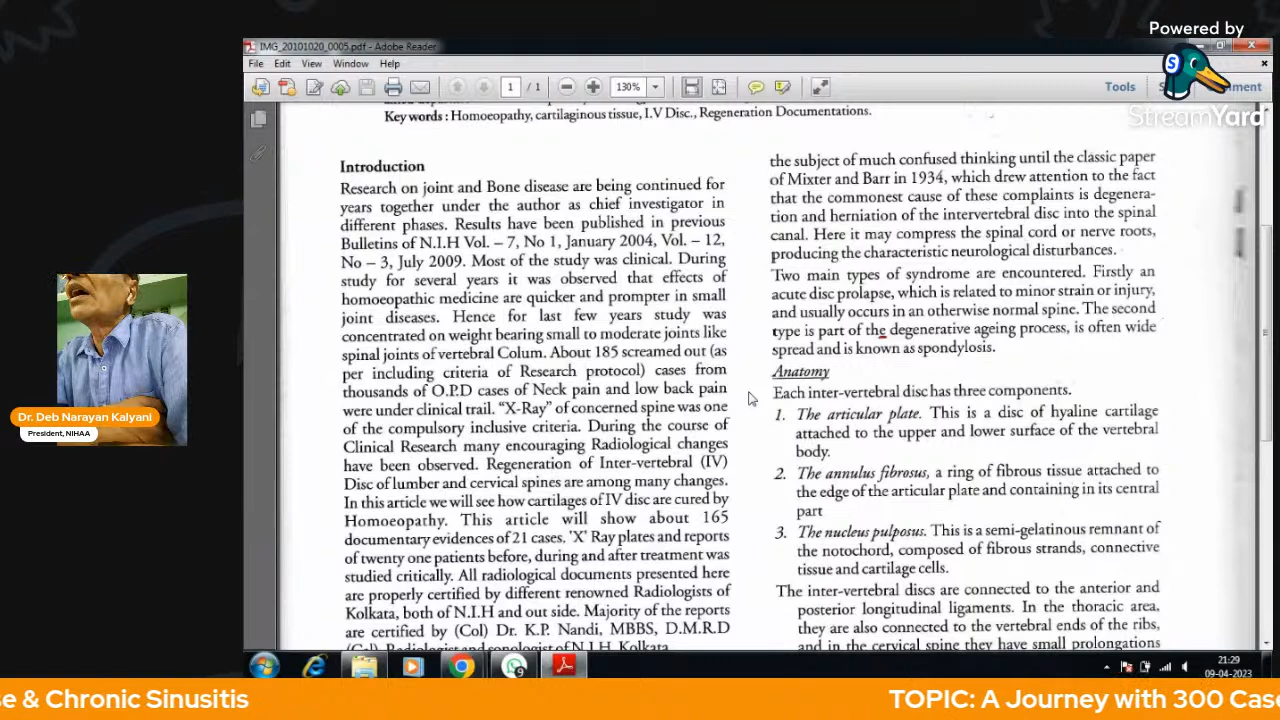 Powered by
StreamYard
IMG_20101020_0005.pdf - Adobe Reader
File Edit View Window Help
1 / 1 130% Tools
Key words : Homoeopathy, cartilaginous tissue, I.V Disc., Regeneration Documentations.
Introduction
Research on joint and Bone disease are being continued for
years together under the author as chief investigator in
different phases. Results have been published in previous
Bulletins of N.I.H Vol. – 7, No 1, January 2004, Vol. – 12,
No – 3, July 2009. Most of the study was clinical. During
study for several years it was observed that effects of
homoeopathic medicine are quicker and prompter in small
joint diseases. Hence for last few years study was
concentrated on weight bearing small to moderate joints like
spinal joints of vertebral Colum. About 185 screamed out (as
per including criteria of Research protocol) cases from
thousands of O.P.D cases of Neck pain and low back pain
were under clinical trail. “X-Ray” of concerned spine was one
of the compulsory inclusive criteria. During the course of
Clinical Research many encouraging Radiological changes
have been observed. Regeneration of Inter-vertebral (IV)
Disc of lumber and cervical spines are among many changes.
In this article we will see how cartilages of IV disc are cured by
Homoeopathy. This article will show about 165
documentary evidences of 21 cases. 'X' Ray plates and reports
of twenty one patients before, during and after treatment was
studied critically. All radiological documents presented here
are properly certified by different renowned Radiologists of
Kolkata, both of N.I.H and out side. Majority of the reports
are certified by (Col) Dr. K.P. Nandi, MBBS, D.M.R.D
(Col) Radiologist and sonologist of N.I.H, Kolkata
the subject of much confused thinking until the classic paper
of Mixter and Barr in 1934, which drew attention to the fact
that the commonest cause of these complaints is degenera-
tion and herniation of the intervertebral disc into the spinal
canal. Here it may compress the spinal cord or nerve roots,
producing the characteristic neurological disturbances.
Two main types of syndrome are encountered. Firstly an
acute disc prolapse, which is related to minor strain or injury,
and usually occurs in an otherwise normal spine. The second
type is part of the degenerative ageing process, is often wide
spread and is known as spondylosis.
Anatomy
Each inter-vertebral disc has three components.
1. The articular plate. This is a disc of hyaline cartilage
attached to the upper and lower surface of the vertebral
body.
2. The annulus fibrosus, a ring of fibrous tissue attached to
the edge of the articular plate and containing in its central
part
3. The nucleus pulposus. This is a semi-gelatinous remnant of
the notochord, composed of fibrous strands, connective
tissue and cartilage cells.
The inter-vertebral discs are connected to the anterior and
posterior longitudinal ligaments. In the thoracic area,
they are also connected to the vertebral ends of the ribs,
and in the cervical spine they have small prolongations
Dr. Deb Narayan Kalyani
President, NIHAA
21:29
09-04-2023
se & Chronic Sinusitis
TOPIC: A Journey with 300 Case